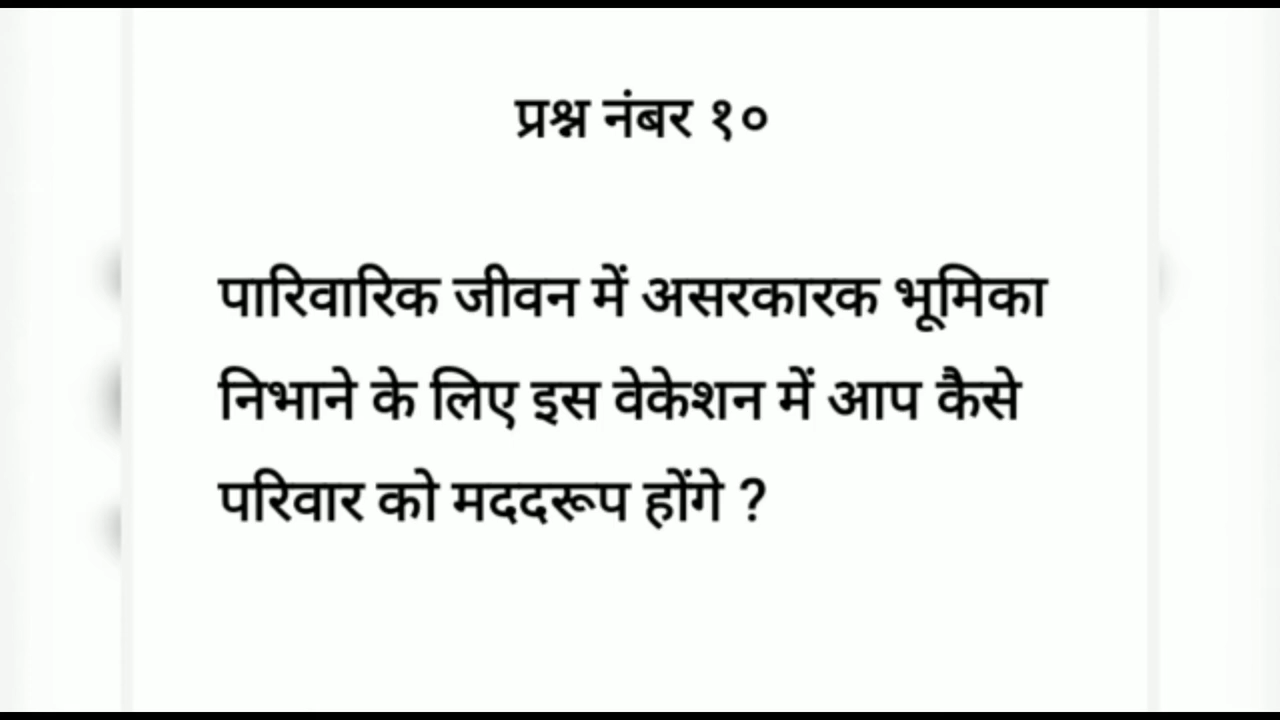 प्रश्न नंबर १०
पारिवारिक जीवन में असरकारक भूमिका
निभाने के लिए इस वेकेशन में आप कैसे
परिवार को मददरूप होंगे ?